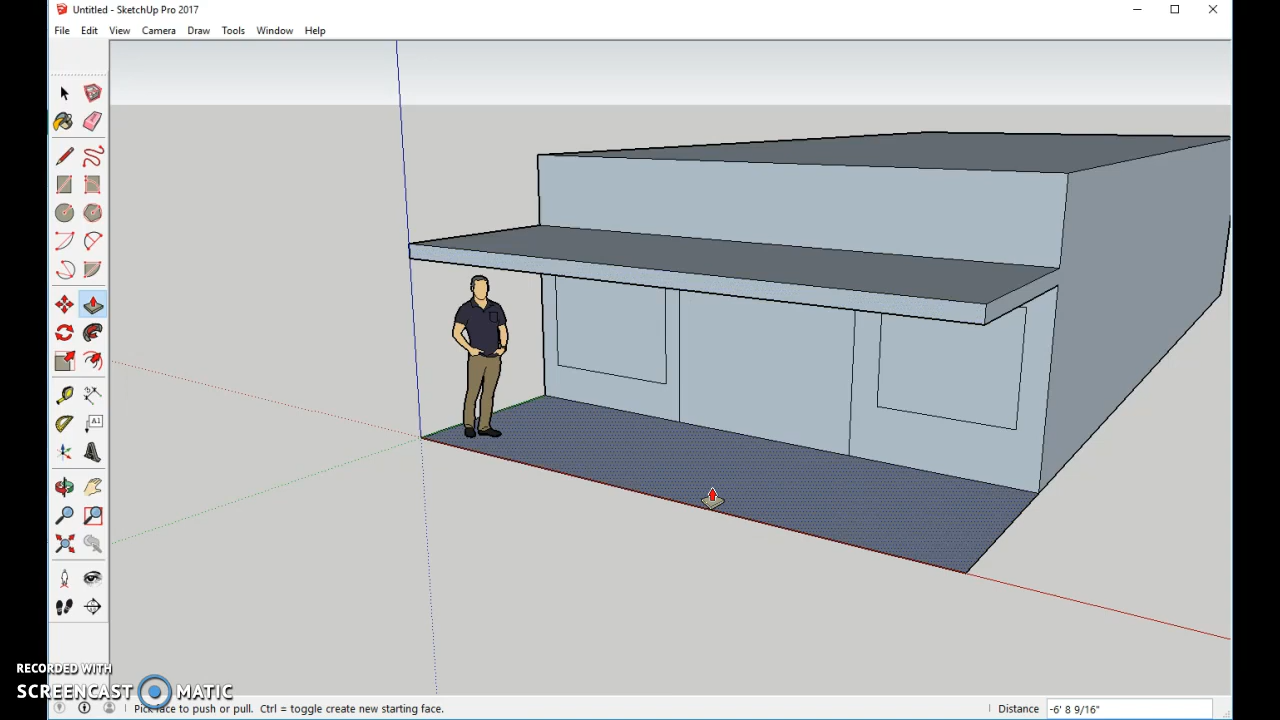 Untitled - SketchUp Pro 2017
File Edit View Camera Draw Tools Window Help
A1
RECORDED WITH
SCREENCAST MATIC
Pick face to push or pull. Ctrl = toggle create new starting face.
Distance -6' 8 9/16"